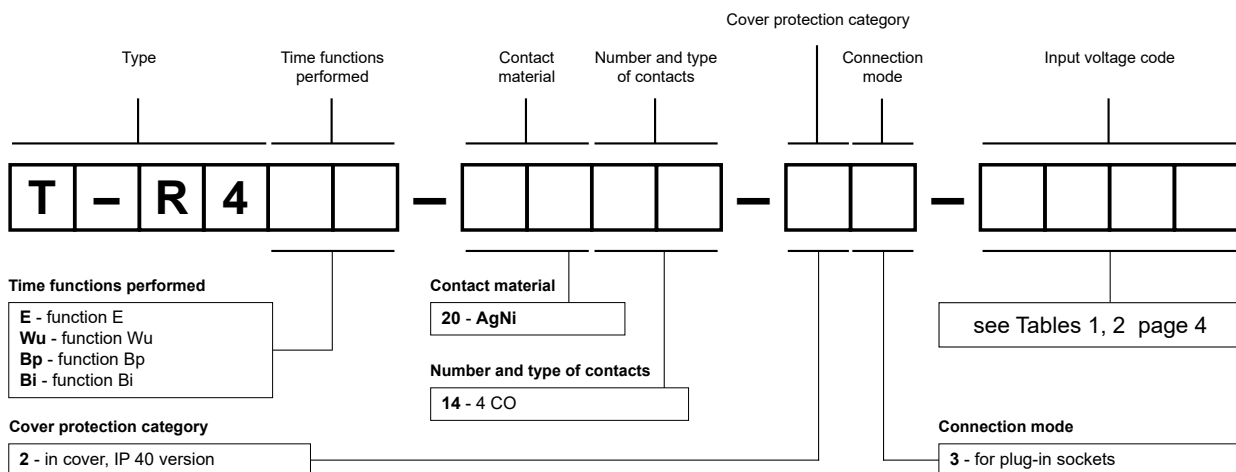 Cover protection category
Type
Time functions
performed
Contact
material
Number and type
of contacts
Connection
mode
Input voltage code
T – R 4 – – –
Time functions performed
E - function E
Wu - function Wu
Bp - function Bp
Bi - function Bi
Contact material
20 - AgNi
see Tables 1, 2 page 4
Number and type of contacts
14 - 4 CO
Cover protection category
2 - in cover, IP 40 version
Connection mode
3 - for plug-in sockets